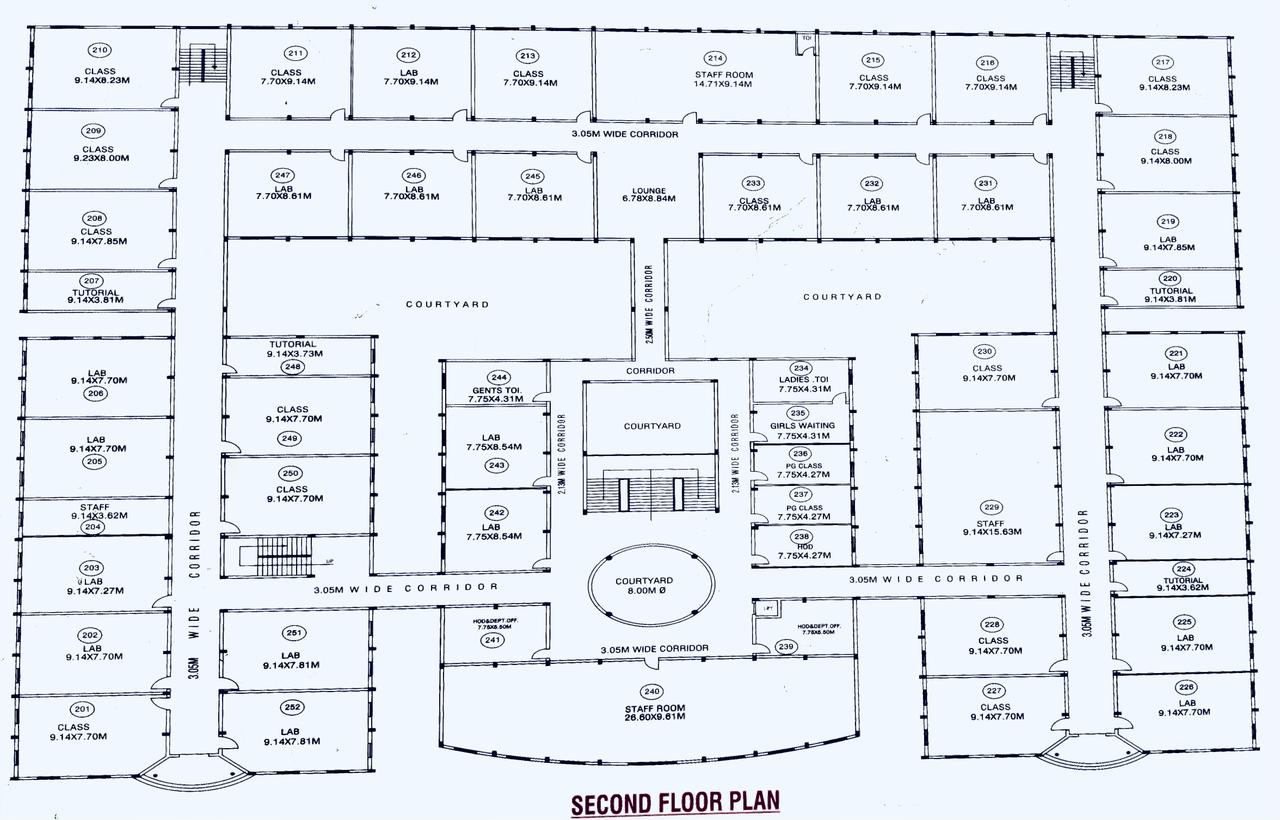 210
CLASS
9.14X8.23M
211
CLASS
7.70X9.14M
212
LAB
7.70X9.14M
213
CLASS
7.70X9.14M
TOI
214
STAFF ROOM
14.71X9.14M
215
CLASS
7.70X9.14M
216
CLASS
7.70X9.14M
217
CLASS
9.14X8.23M
3.05M WIDE CORRIDOR
209
CLASS
9.23X8.00M
218
CLASS
9.14X8.00M
247
LAB
7.70X8.61M
246
LAB
7.70X8.61M
245
LAB
7.70X8.61M
LOUNGE
6.78X8.84M
233
CLASS
7.70X8.61M
232
LAB
7.70X8.61M
231
LAB
7.70X8.61M
208
CLASS
9.14X7.85M
219
LAB
9.14X7.85M
207
TUTORIAL
9.14X3.81M
220
TUTORIAL
9.14X3.81M
COURTYARD
2.50M WIDE CORRIDOR
COURTYARD
TUTORIAL
9.14X3.73M
248
LAB
9.14X7.70M
206
244
GENTS TOI.
7.75X4.31M
CORRIDOR
234
LADIES .TOI
7.75X4.31M
230
CLASS
9.14X7.70M
221
LAB
9.14X7.70M
CLASS
9.14X7.70M
249
LAB
9.14X7.70M
205
LAB
7.75X8.54M
243
2.13M WIDE CORRIDOR
COURTYARD
2.13M WIDE CORRIDOR
235
GIRLS WAITING
7.75X4.31M
236
PG CLASS
7.75X4.27M
222
LAB
9.14X7.70M
250
CLASS
9.14X7.70M
237
PG CLASS
7.75X4.27M
STAFF
9.14X3.62M
204
242
LAB
7.75X8.54M
238
HOD
7.75X4.27M
229
STAFF
9.14X15.63M
223
LAB
9.14X7.27M
UP
203
LAB
9.14X7.27M
3.05M WIDE CORRIDOR
3.05M WIDE CORRIDOR
COURTYARD
8.00M Ø
3.05M WIDE CORRIDOR
3.05M WIDE CORRIDOR
224
TUTORIAL
9.14X3.62M
202
LAB
9.14X7.70M
251
LAB
9.14X7.81M
HOD&DEPT.OFF.
7.75X5.50M
241
3.05M WIDE CORRIDOR
LIFT
HOD&DEPT.OFF.
7.75X5.50M
239
228
CLASS
9.14X7.70M
225
LAB
9.14X7.70M
201
CLASS
9.14X7.70M
252
LAB
9.14X7.81M
240
STAFF ROOM
26.60X9.61M
227
CLASS
9.14X7.70M
226
LAB
9.14X7.70M
SECOND FLOOR PLAN